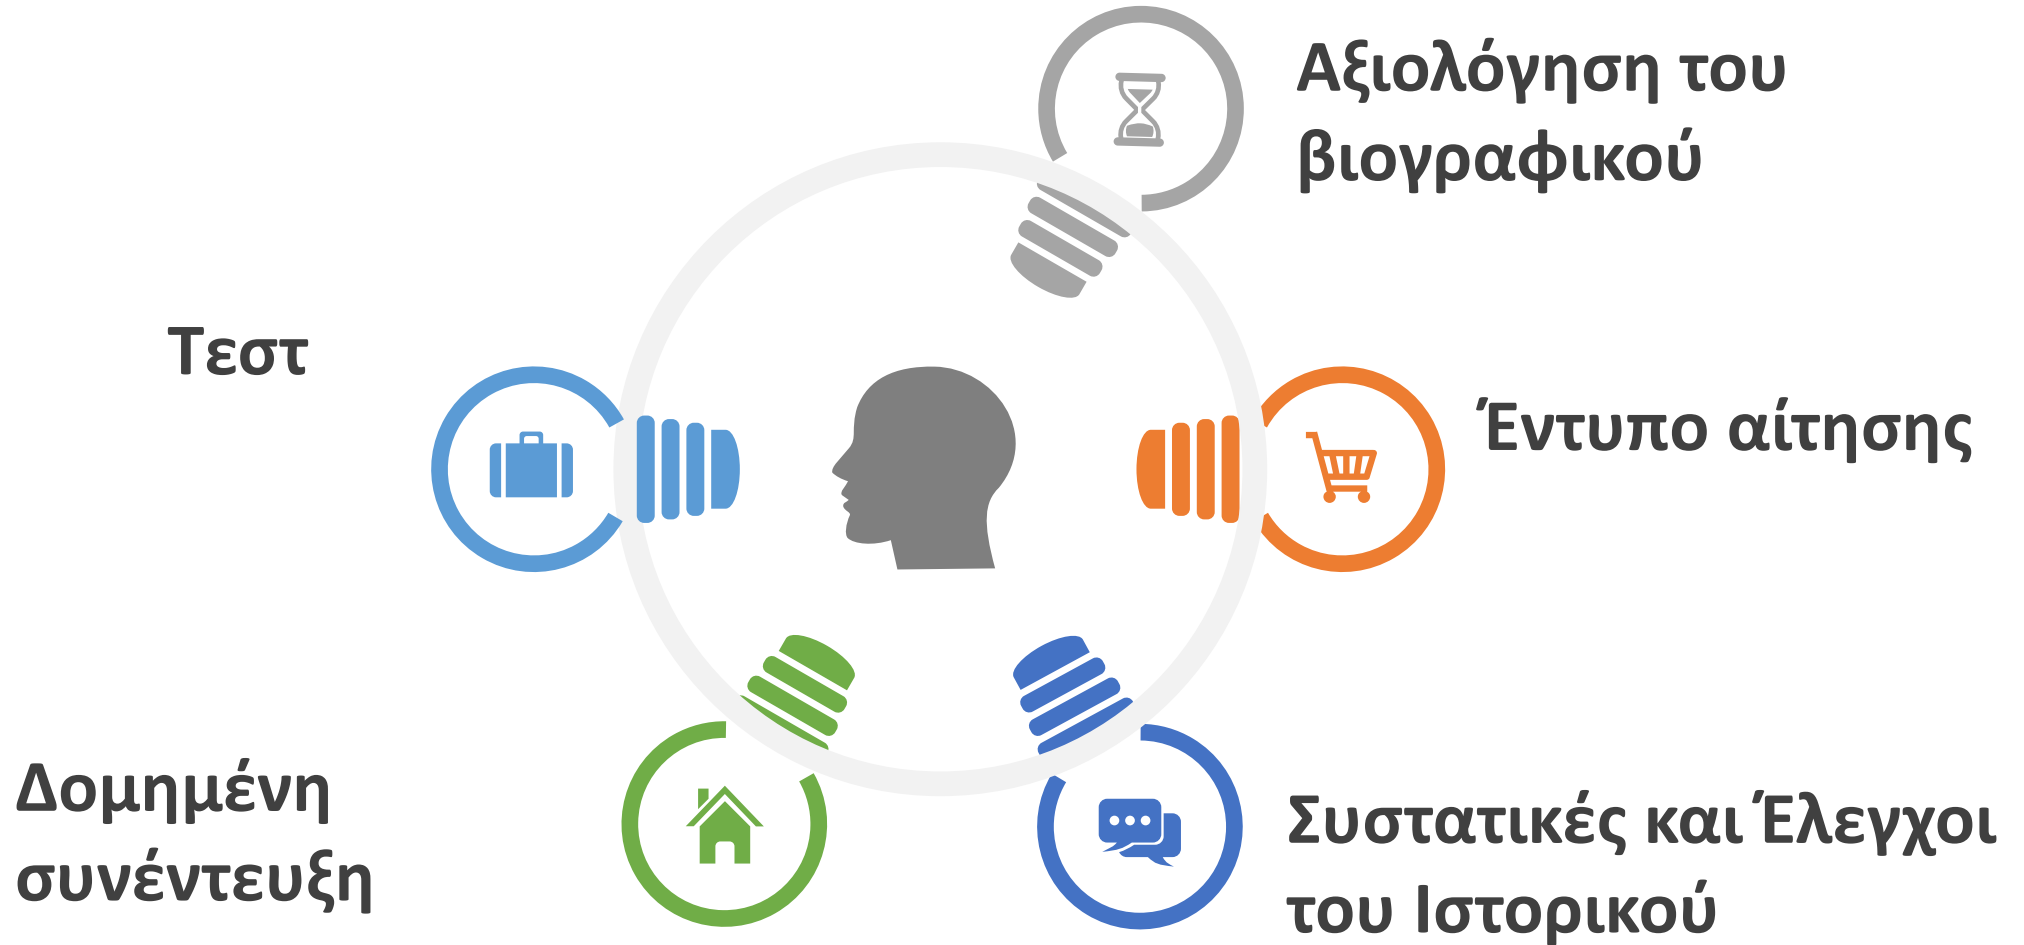 Αξιολόγηση του
βιογραφικού
Τεστ
Έντυπο αίτησης
Δομημένη
συνέντευξη
Συστατικές και Έλεγχοι
του Ιστορικού